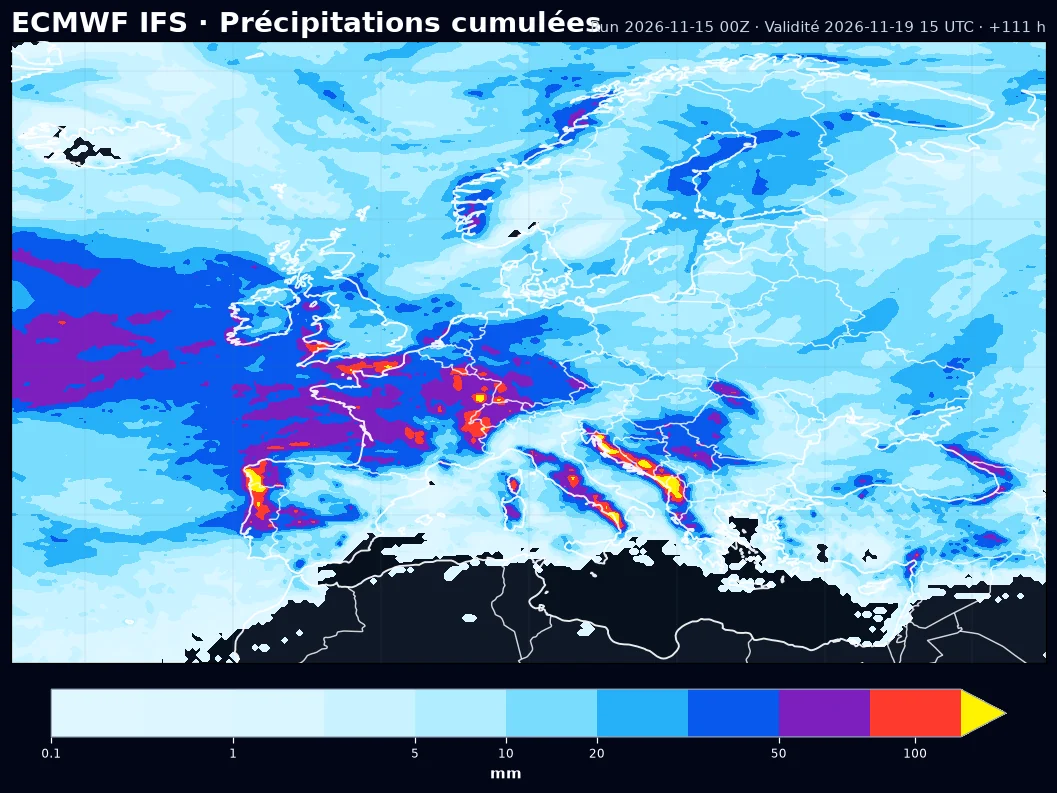 ECMWF IFS · Précipitations cumulées
Run 2026-11-15 00Z · Validité 2026-11-19 15 UTC · +111 h
0.1 1 5 10 20 50 100
mm